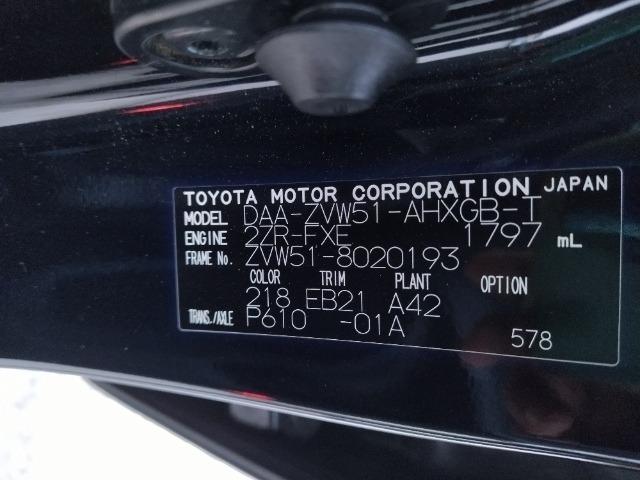 TOYOTA MOTOR CORPORATION JAPAN
MODEL DAA-ZVW51-AHXGB-T
ENGINE 2ZR-FXE 1797 mL
FRAME No. ZVW51-8020193
COLOR TRIM PLANT OPTION
218 EB21 A42
TRANS./AXLE P610 -01A
578